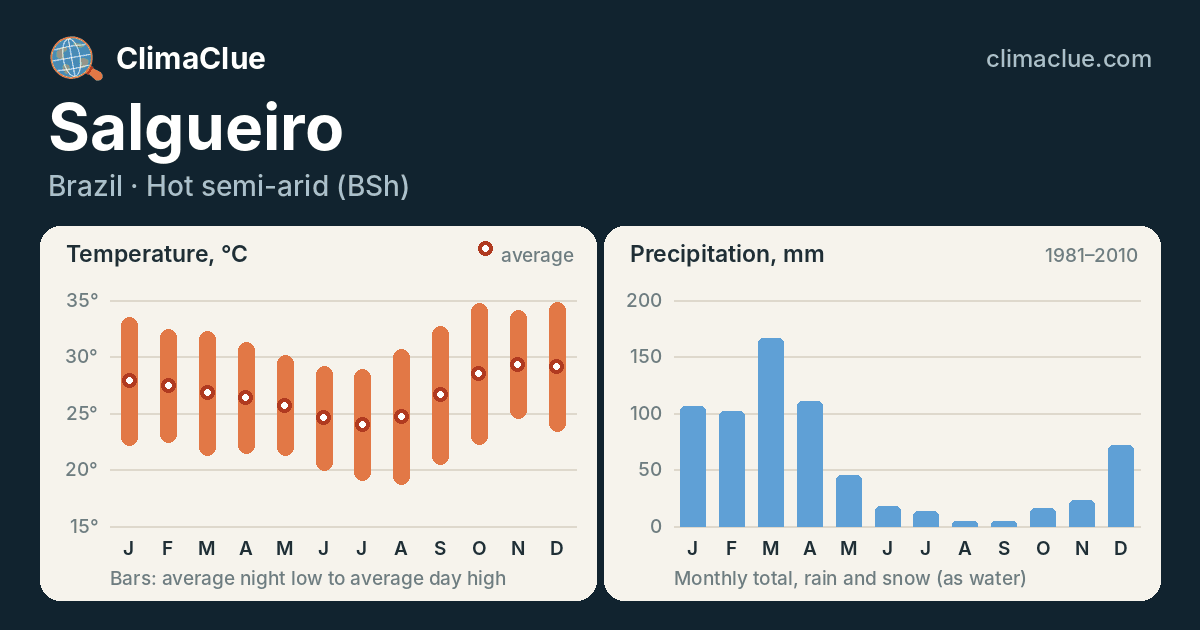 ClimaClue
climaclue.com
Salgueiro
Brazil · Hot semi-arid (BSh)
Temperature, °C
average
35°
30°
25°
20°
15°
J F M A M J J A S O N D
Bars: average night low to average day high
Precipitation, mm
1981–2010
200
150
100
50
0
J F M A M J J A S O N D
Monthly total, rain and snow (as water)